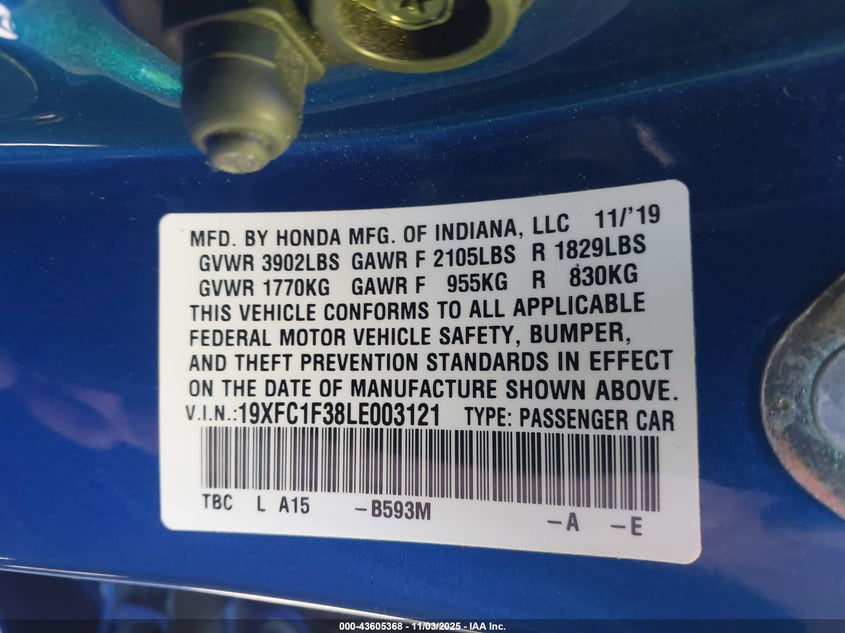 MFD. BY HONDA MFG. OF INDIANA, LLC 11/'19
GVWR 3902LBS GAWR F 2105LBS R 1829LBS
GVWR 1770KG GAWR F 955KG R 830KG
THIS VEHICLE CONFORMS TO ALL APPLICABLE
FEDERAL MOTOR VEHICLE SAFETY, BUMPER,
AND THEFT PREVENTION STANDARDS IN EFFECT
ON THE DATE OF MANUFACTURE SHOWN ABOVE.
V.I.N.:19XFC1F38LE003121 TYPE: PASSENGER CAR
TBC L A15 -B593M -A -E
000-43605368 - 11/03/2025 - IAA Inc.